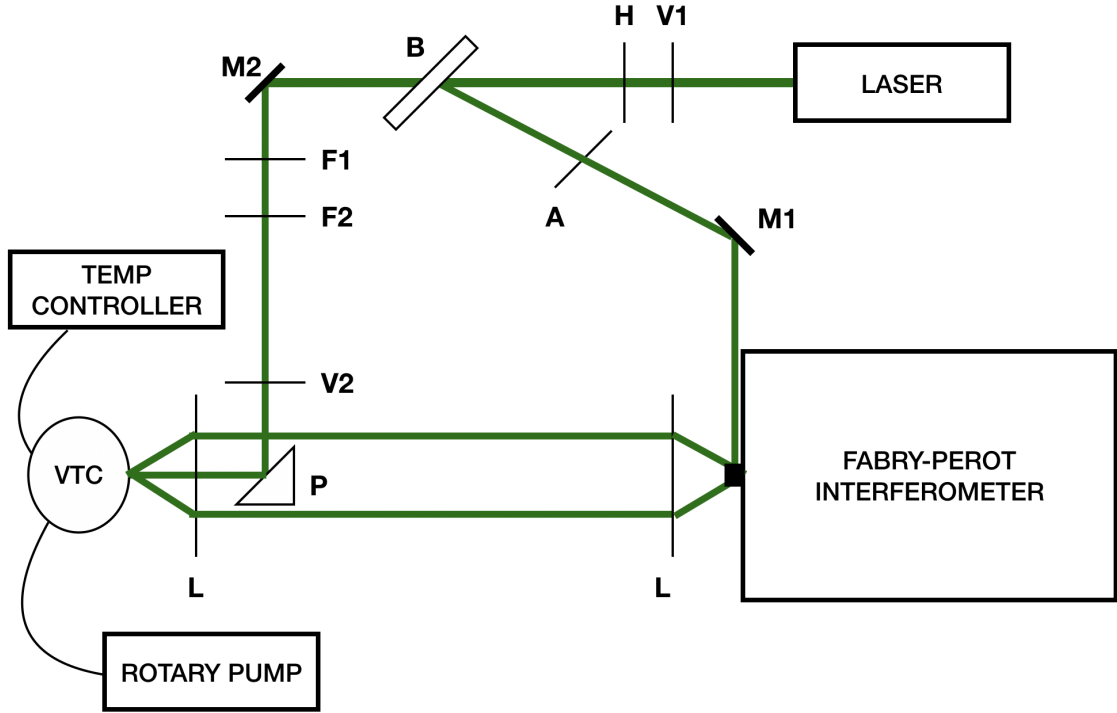 H
V1
B
M2
LASER
F1
A
F2
M1
TEMP
CONTROLLER
V2
VTC
P
FABRY-PEROT
INTERFEROMETER
L
L
ROTARY PUMP